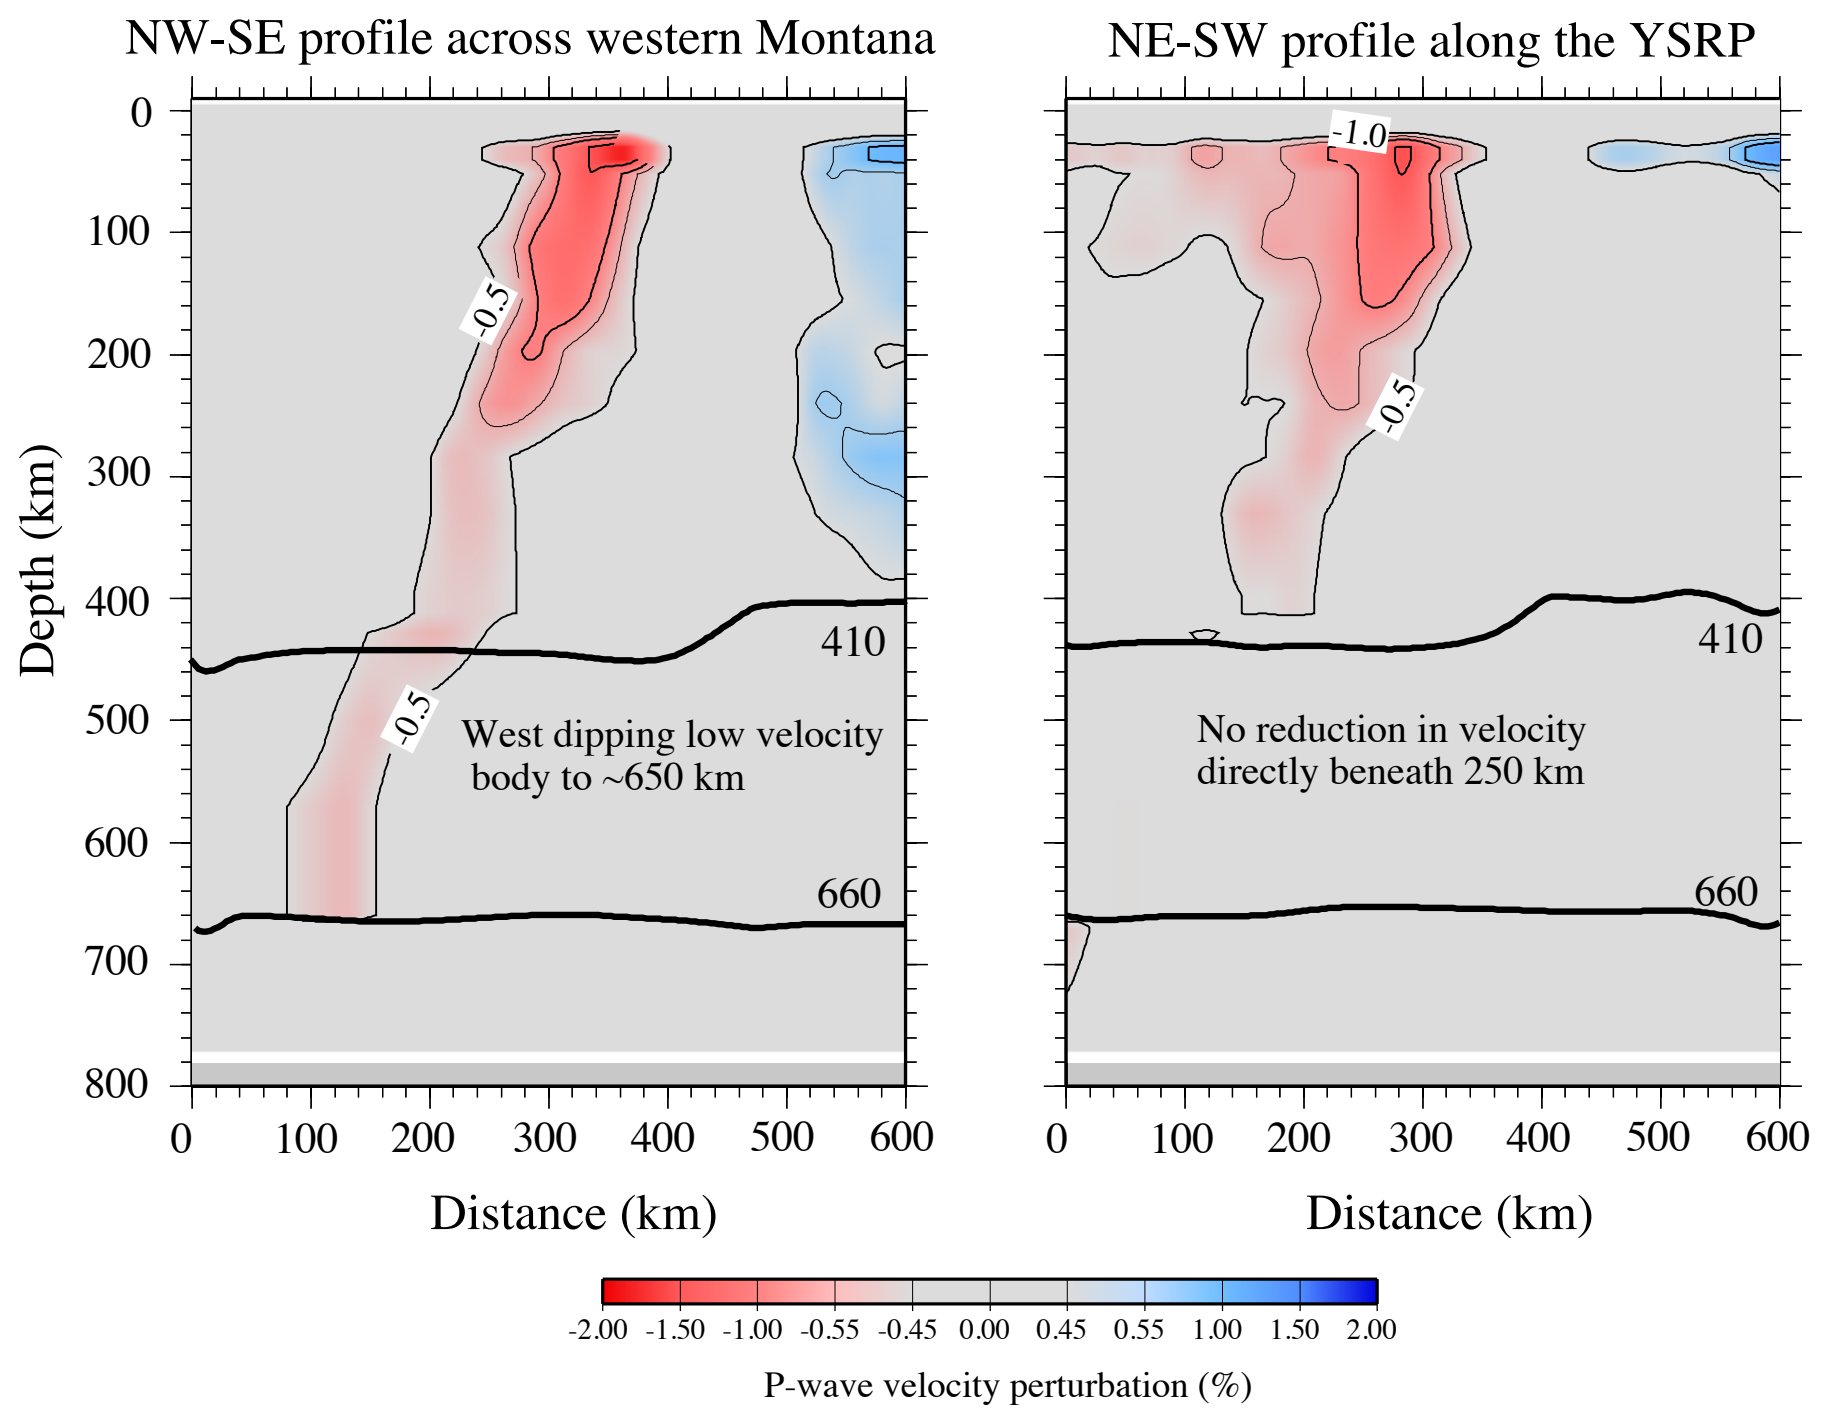 NW-SE profile across western Montana
NE-SW profile along the YSRP
Depth (km)
0
100
200
300
400
500
600
700
800
-0.5
-0.5
410
West dipping low velocity
body to ~650 km
660
0 100 200 300 400 500 600
Distance (km)
-1.0
-0.5
410
No reduction in velocity
directly beneath 250 km
660
0 100 200 300 400 500 600
Distance (km)
-2.00 -1.50 -1.00 -0.55 -0.45 0.00 0.45 0.55 1.00 1.50 2.00
P-wave velocity perturbation (%)